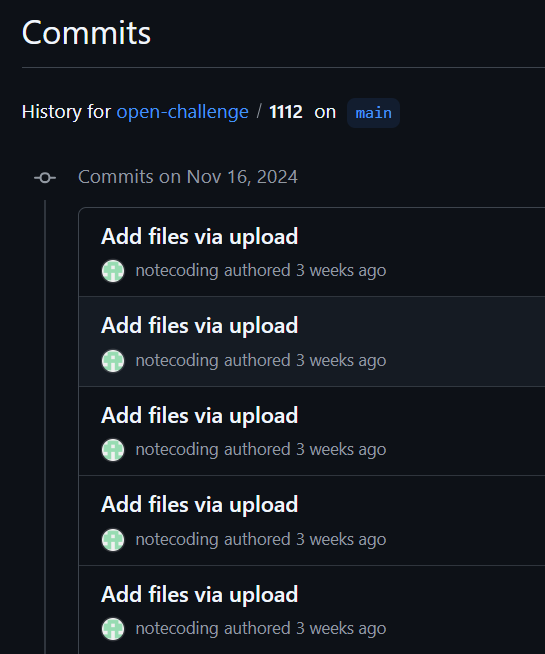 Commits
History for open-challenge / 1112 on main
Commits on Nov 16, 2024
Add files via upload
notecoding authored 3 weeks ago
Add files via upload
notecoding authored 3 weeks ago
Add files via upload
notecoding authored 3 weeks ago
Add files via upload
notecoding authored 3 weeks ago
Add files via upload
notecoding authored 3 weeks ago